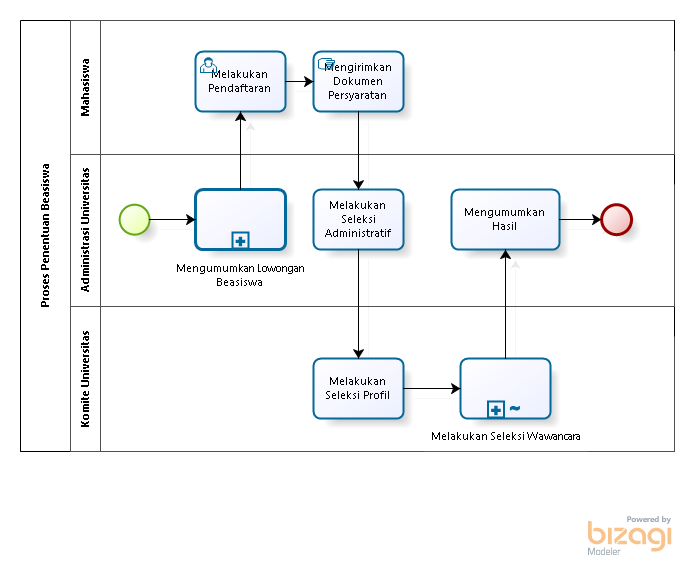 Proses Penentuan Beasiswa
Mahasiswa
Melakukan
Pendaftaran
Mengirimkan
Dokumen
Persyaratan
Administrasi Universitas
Mengumumkan Lowongan
Beasiswa
Melakukan
Seleksi
Administratif
Mengumumkan
Hasil
Komite Universitas
Melakukan
Seleksi Profil
Melakukan Seleksi Wawancara
Powered by
bizagi
Modeler